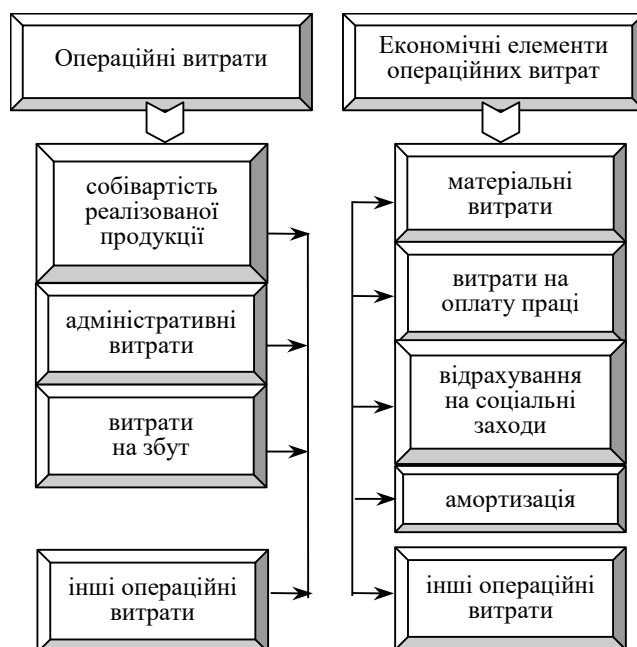 Операційні витрати
Економічні елементи
операційних витрат
собівартість
реалізованої
продукції
адміністративні
витрати
витрати
на збут
інші операційні
витрати
матеріальні
витрати
витрати на
оплату праці
відрахування
на соціальні
заходи
амортизація
інші операційні
витрати